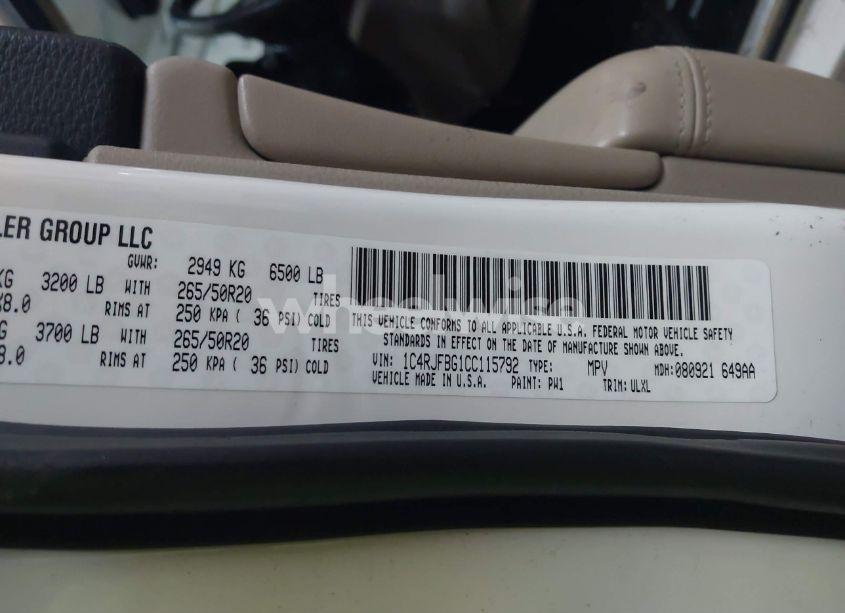 LER GROUP LLC
GVWR: 2949 KG 6500 LB
KG 3200 LB WITH 265/50R20 TIRES
X8.0 RIMS AT 250 KPA ( 36 PSI) COLD
G 3700 LB WITH 265/50R20 TIRES
8.0 RIMS AT 250 KPA ( 36 PSI) COLD
THIS VEHICLE CONFORMS TO ALL APPLICABLE U.S.A. FEDERAL MOTOR VEHICLE SAFETY
STANDARDS IN EFFECT ON THE DATE OF MANUFACTURE SHOWN ABOVE.
VIN: 1C4RJFBG1CC115792 TYPE: MPV MDH:080921 649AA
VEHICLE MADE IN U.S.A. PAINT: PW1 TRIM: ULXL
wheelwise